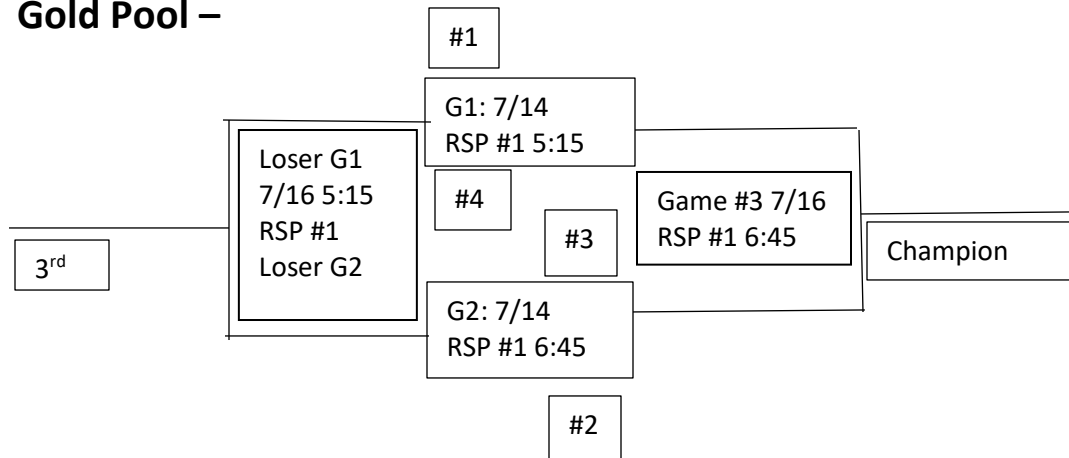 Gold Pool –
#1
G1: 7/14
RSP #1 5:15
Loser G1
7/16 5:15
RSP #1
Loser G2
#4
#3
Game #3 7/16
RSP #1 6:45
3rd
Champion
G2: 7/14
RSP #1 6:45
#2